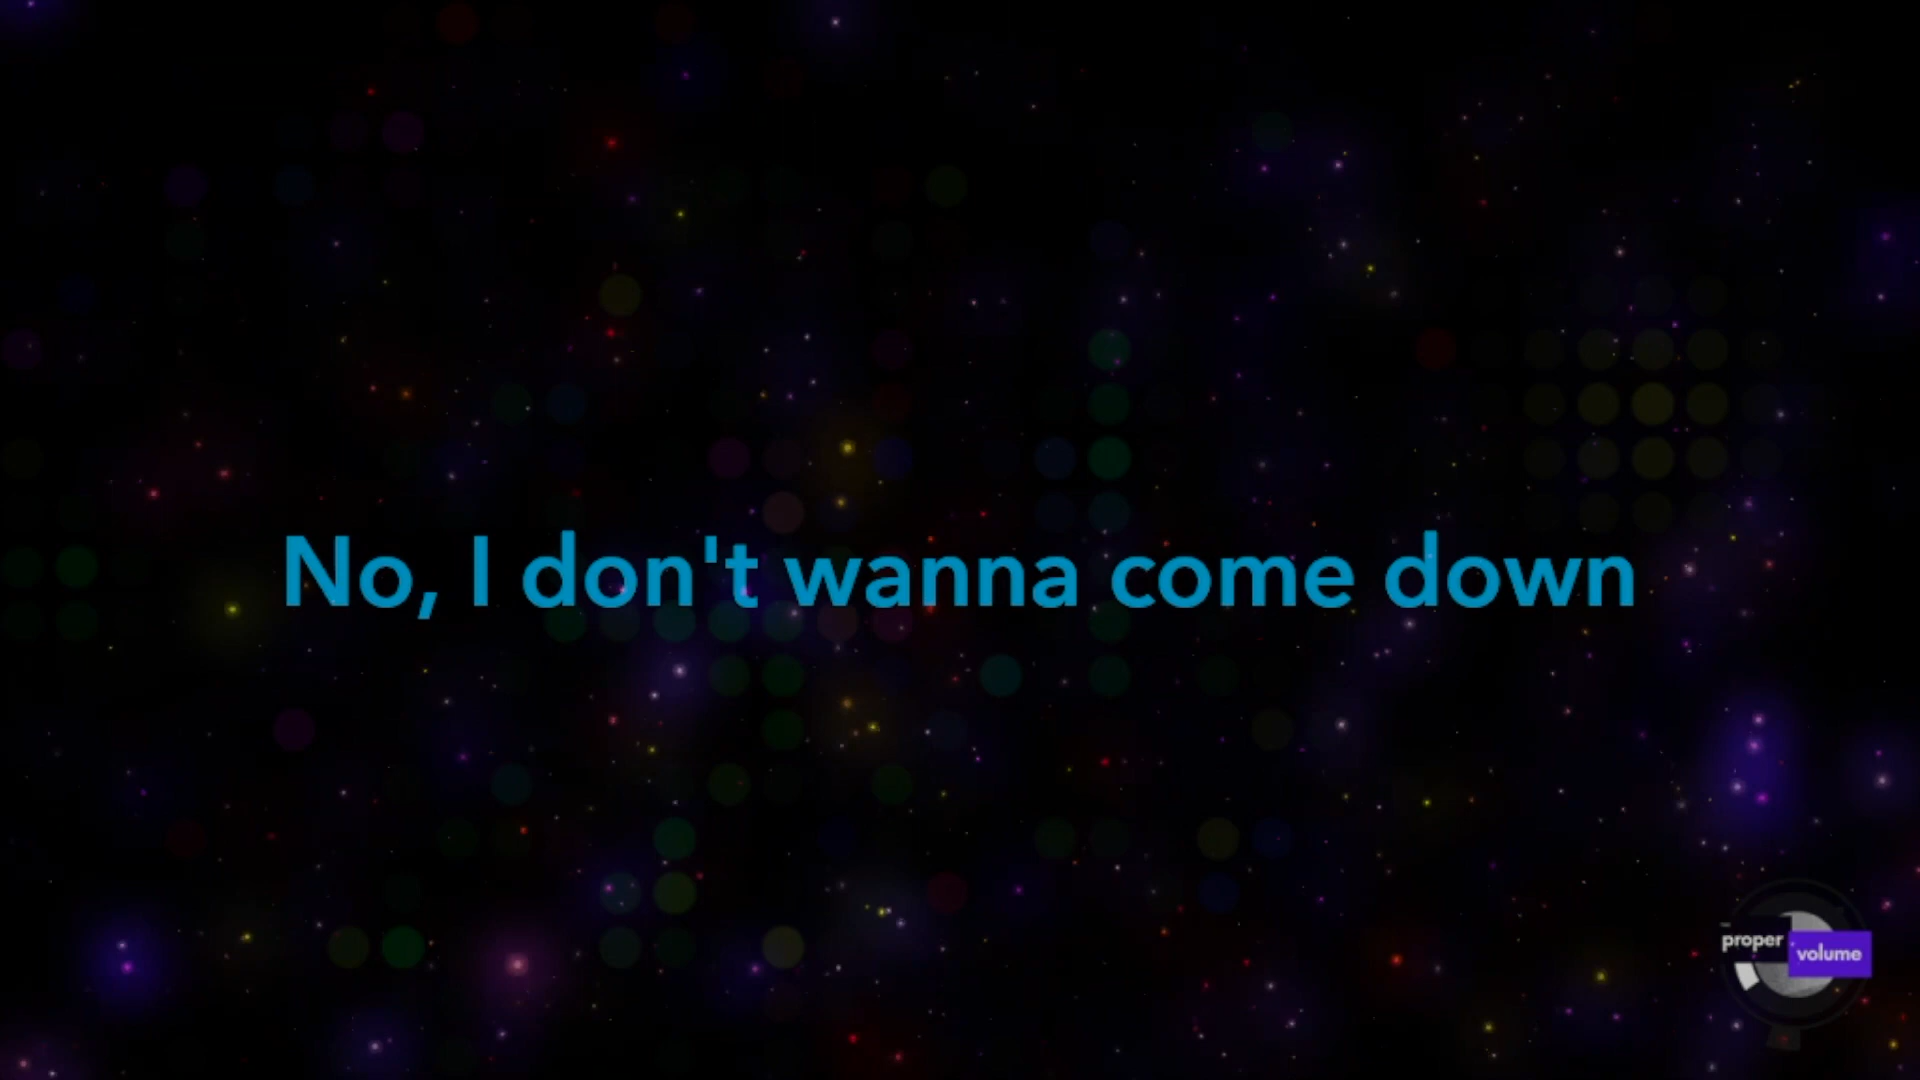 No, I don't wanna come down
proper
volume